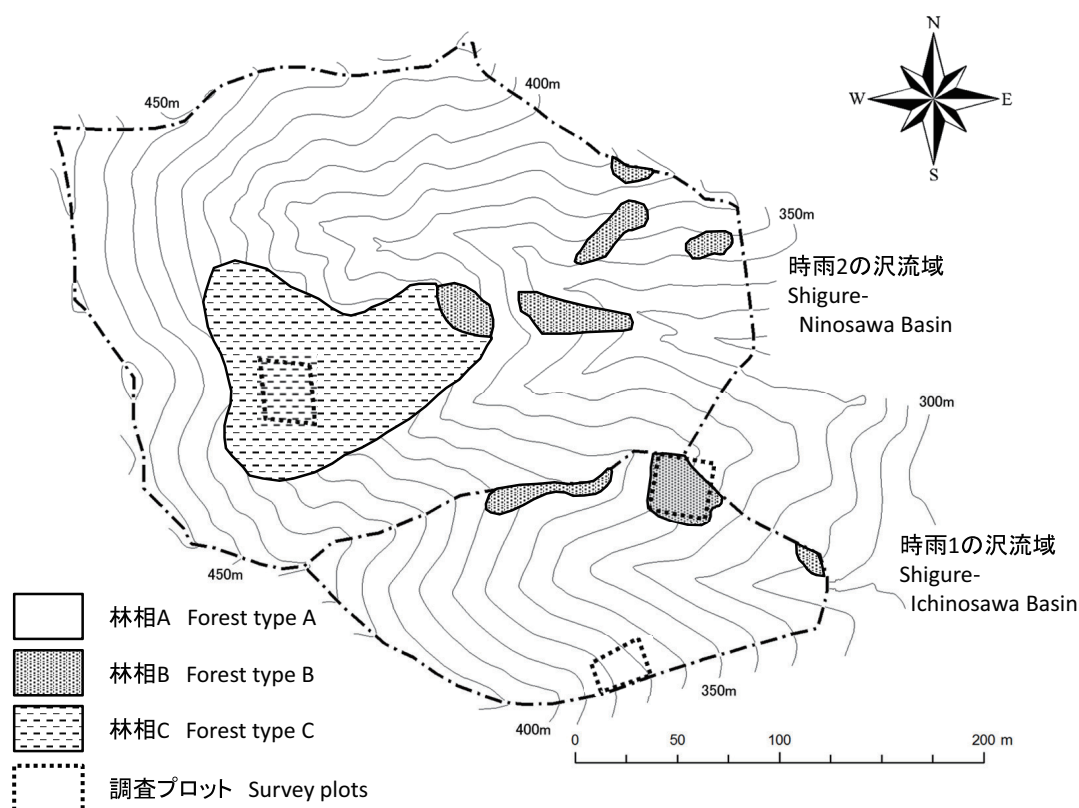 N
W E
S
450m
400m
350m
時雨2の沢流域
Shigure-
Ninosawa Basin
300m
時雨1の沢流域
Shigure-
Ichinosawa Basin
450m
350m
400m
林相A Forest type A
林相B Forest type B
林相C Forest type C
調査プロット Survey plots
0 50 100 200 m